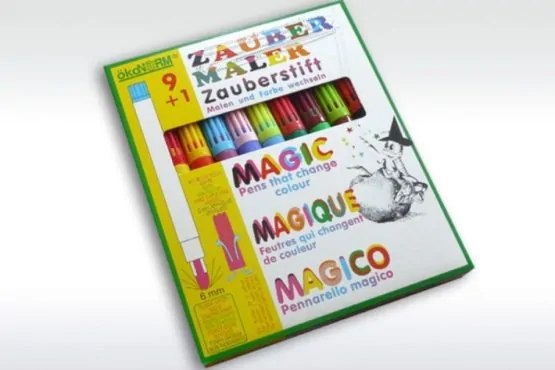 ökoNORM®
9
+1
ZAUBER
MALER
Zauberstift
Malen und Farbe wechseln
MAGIC
Pens that change
colour
MAGIQUE
Feutres qui changent
de couleur
MAGICO
Pennarello magico
6 mm